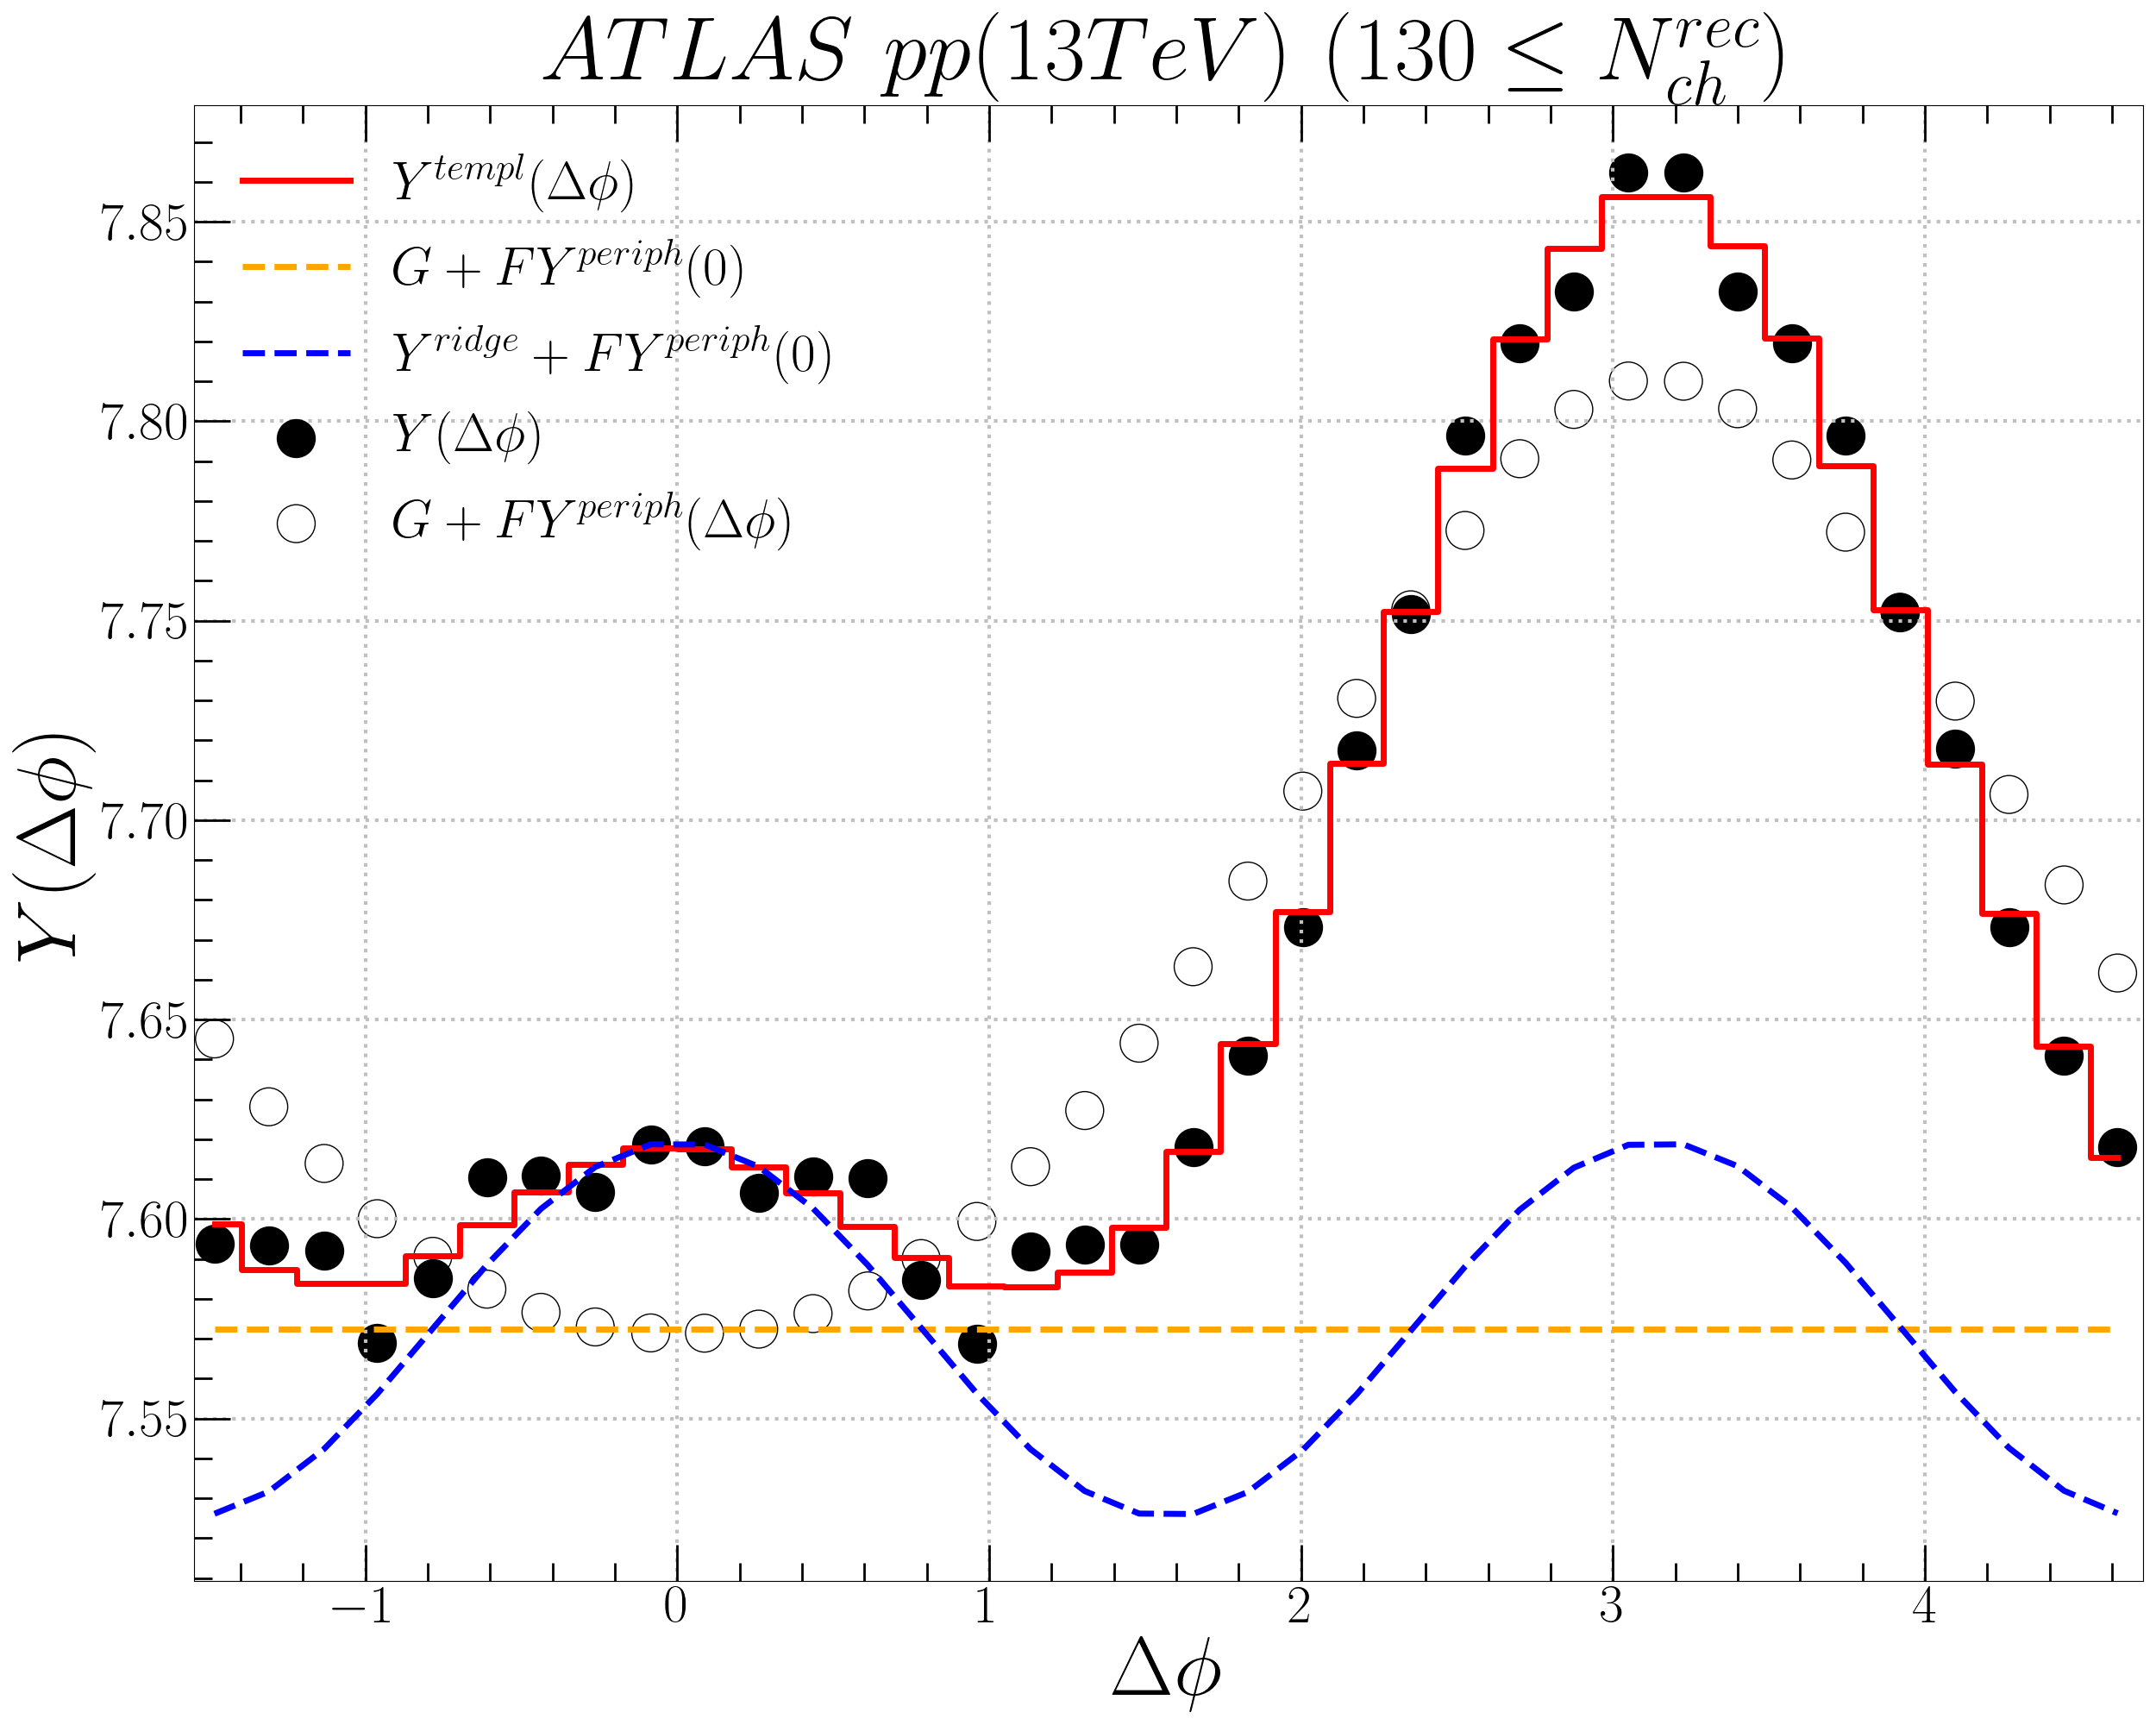 ATLAS pp(13TeV) (130 ≤ N_{ch}^{rec})
Y^{templ}(Δϕ)
G + FY^{periph}(0)
Y^{ridge} + FY^{periph}(0)
Y(Δϕ)
G + FY^{periph}(Δϕ)
7.85
7.80
7.75
7.70
7.65
7.60
7.55
Y(Δϕ)
−1 0 1 2 3 4
Δϕ